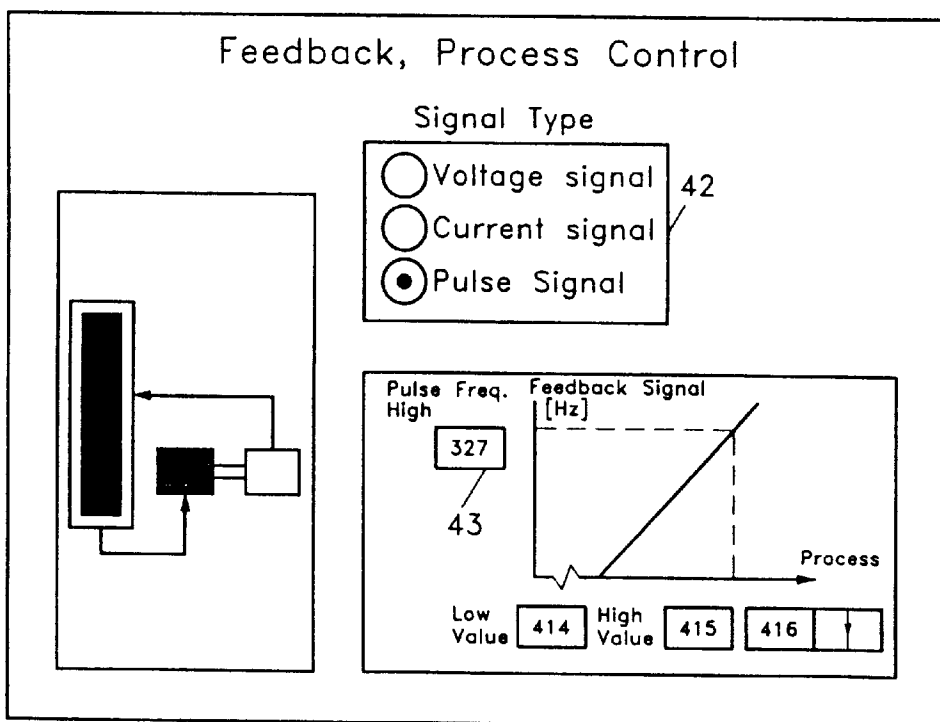 Feedback, Process Control
Signal Type
Voltage signal
Current signal
Pulse Signal
42
Pulse Freq.
High
327
43
Feedback Signal
[Hz]
Process
Low
Value
414
High
Value
415
416